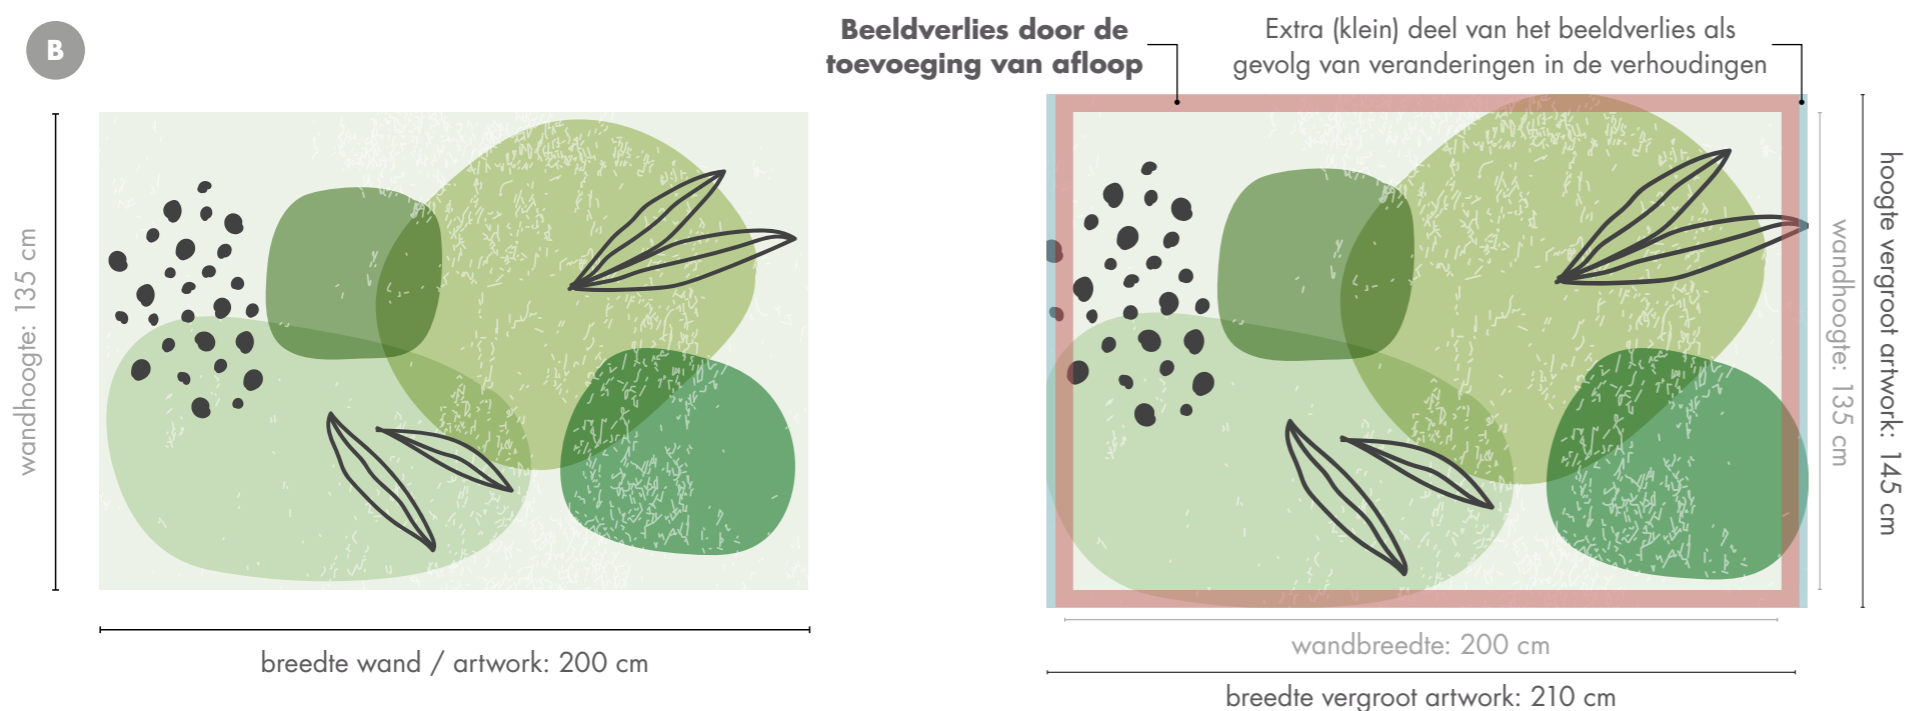 B
wandhoogte: 135 cm
breedte wand / artwork: 200 cm
Beeldverlies door de
toevoeging van afloop
Extra (klein) deel van het beeldverlies als
gevolg van veranderingen in de verhoudingen
wandhoogte: 135 cm
hoogte vergroot artwork: 145 cm
wandbreedte: 200 cm
breedte vergroot artwork: 210 cm